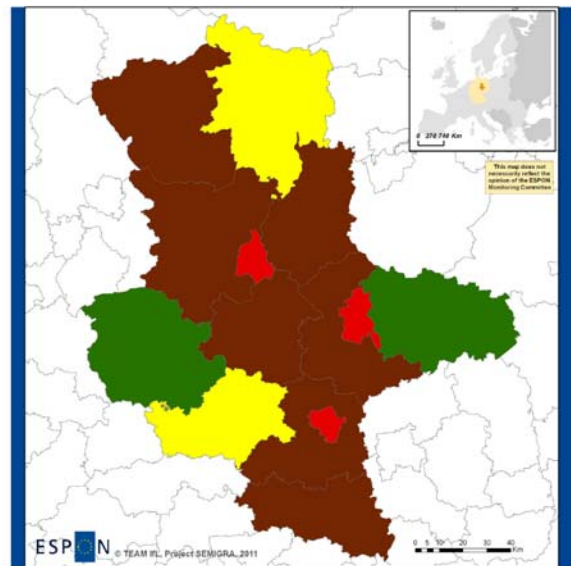 0 270 740 Km
This map does not
necessarily reflect the
opinion of the ESPON
Monitoring Committee
ESPON
© TEAM IfL, Project SEMIGRA, 2011
0 5 10 20 30 40
Km